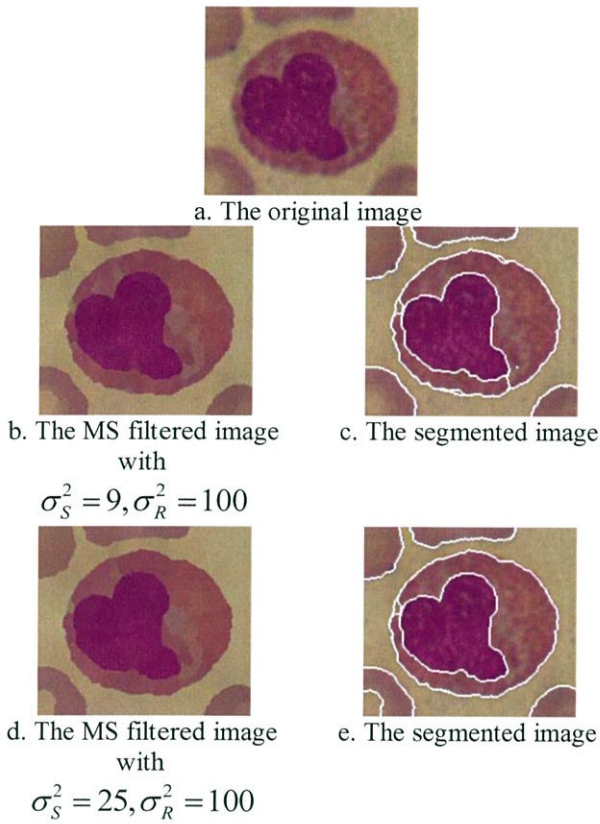 a. The original image
b. The MS filtered image
with
σ_S^2 = 9, σ_R^2 = 100
c. The segmented image
d. The MS filtered image
with
σ_S^2 = 25, σ_R^2 = 100
e. The segmented image